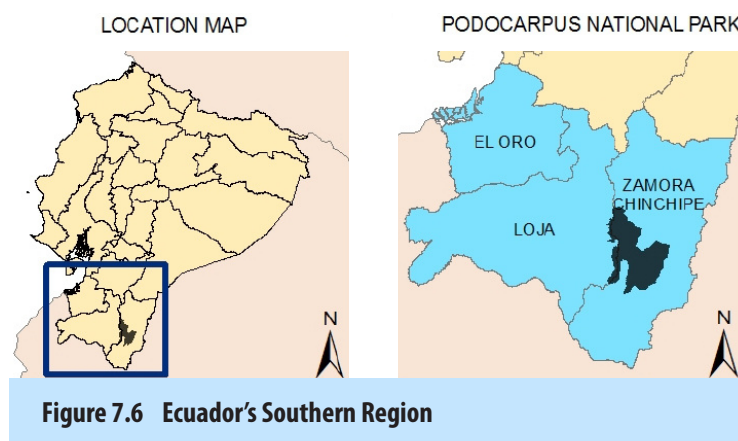 LOCATION MAP
N
PODOCARPUS NATIONAL PARK
EL ORO
ZAMORA
CHINCHIPE
LOJA
N
Figure 7.6 Ecuador's Southern Region